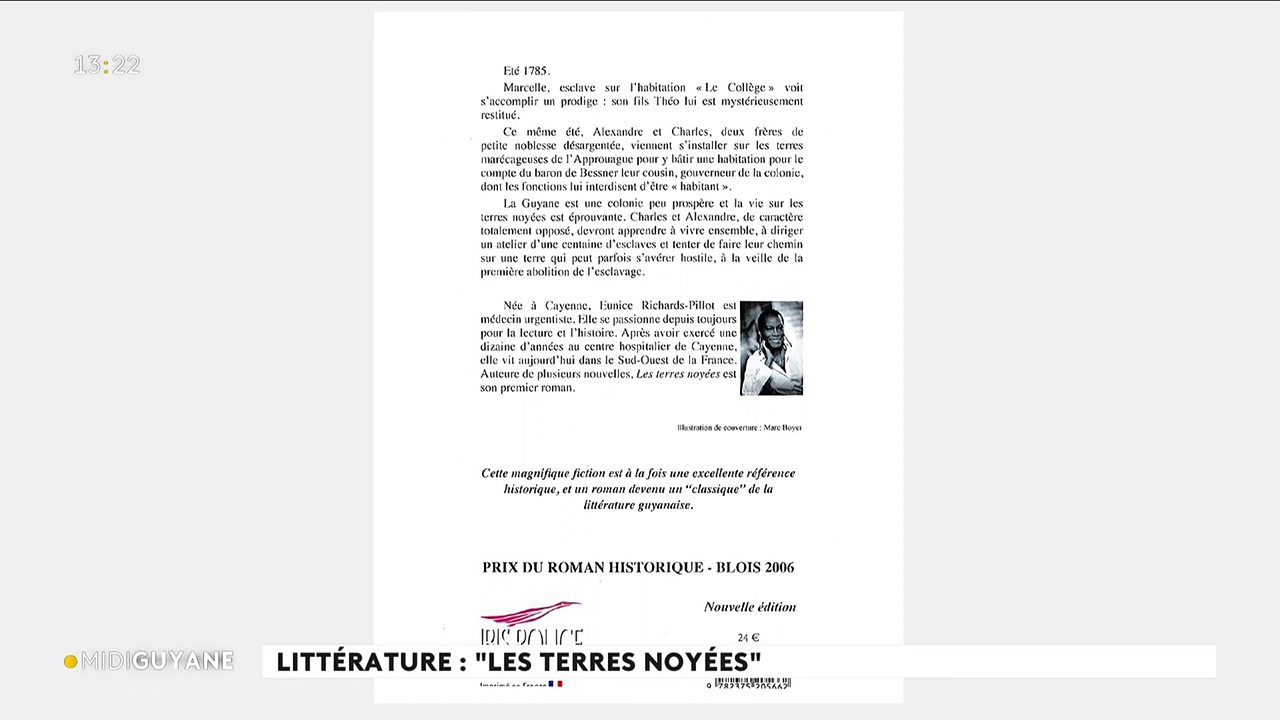 13:22
Eté 1785.
Marcelle, esclave sur l'habitation « Le Collège » voit
s'accomplir un prodige : son fils Théo lui est mystérieusement
restitué.
Ce même été, Alexandre et Charles, deux frères de
petite noblesse désargentée, viennent s'installer sur les terres
marécageuses de l'Approuague pour y bâtir une habitation pour le
compte du baron de Bessner leur cousin, gouverneur de la colonie,
dont les fonctions lui interdisent d'être « habitant ».
La Guyane est une colonie peu prospère et la vie sur les
terres noyées est éprouvante. Charles et Alexandre, de caractère
totalement opposé, devront apprendre à vivre ensemble, à diriger
un atelier d'une centaine d'esclaves et tenter de faire leur chemin
sur une terre qui peut parfois s'avérer hostile, à la veille de la
première abolition de l'esclavage.
Née à Cayenne, Eunice Richards-Pillot est
médecin urgentiste. Elle se passionne depuis toujours
pour la lecture et l'histoire. Après avoir exercé une
dizaine d'années au centre hospitalier de Cayenne,
elle vit aujourd'hui dans le Sud-Ouest de la France.
Auteure de plusieurs nouvelles, Les terres noyées est
son premier roman.
Illustration de couverture : Marc Boyer
Cette magnifique fiction est à la fois une excellente référence
historique, et un roman devenu un "classique" de la
littérature guyanaise.
PRIX DU ROMAN HISTORIQUE - BLOIS 2006
Nouvelle édition
24 €
MIDIGUYANE
LITTÉRATURE : "LES TERRES NOYÉES"
Imprimé en France